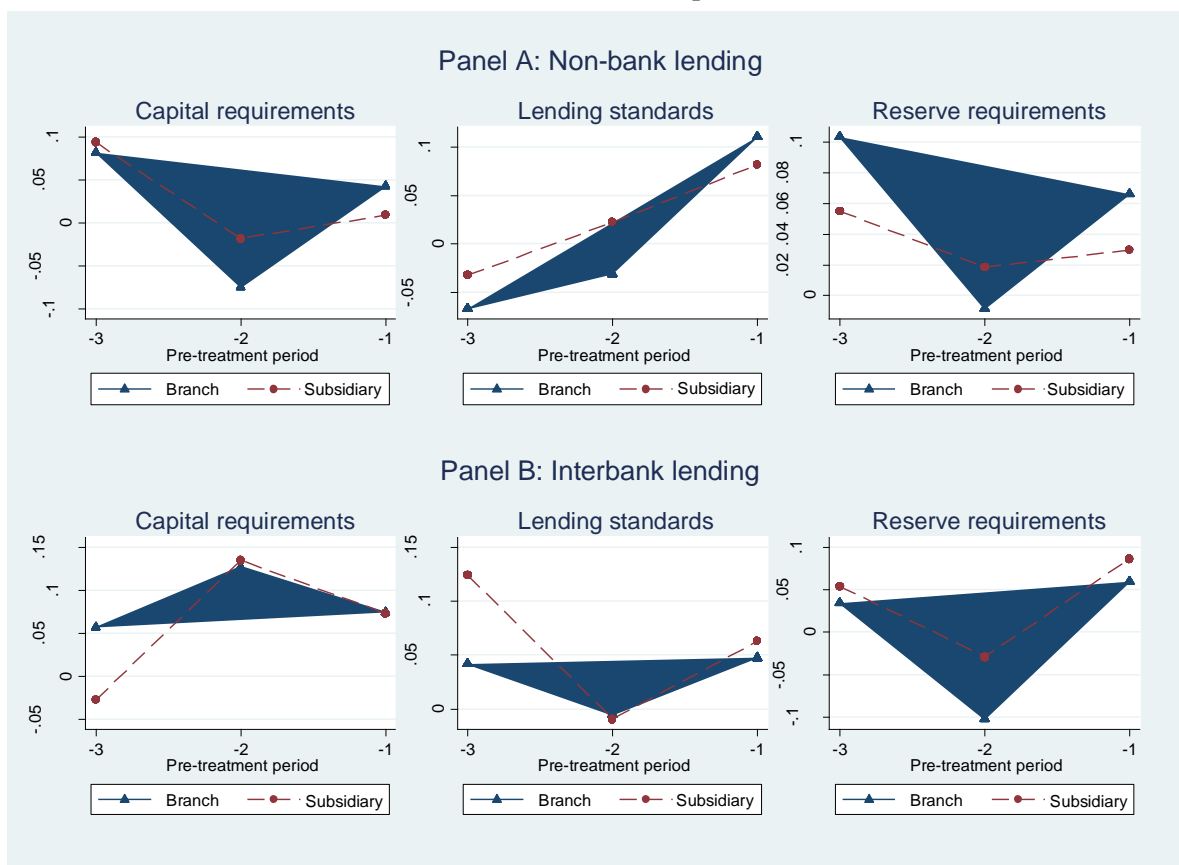 Panel A: Non-bank lending
Capital requirements
.1
.05
0
-.05
-.1
-3
-2
-1
Pre-treatment period
Branch
Subsidiary
Lending standards
.1
.05
0
-.05
-3
-2
-1
Pre-treatment period
Branch
Subsidiary
Reserve requirements
.1
.08
.06
.04
.02
0
-3
-2
-1
Pre-treatment period
Branch
Subsidiary
Panel B: Interbank lending
Capital requirements
.15
.1
.05
0
-.05
-3
-2
-1
Pre-treatment period
Branch
Subsidiary
Lending standards
.15
.1
.05
0
-3
-2
-1
Pre-treatment period
Branch
Subsidiary
Reserve requirements
.1
.05
0
-.05
-.1
-3
-2
-1
Pre-treatment period
Branch
Subsidiary